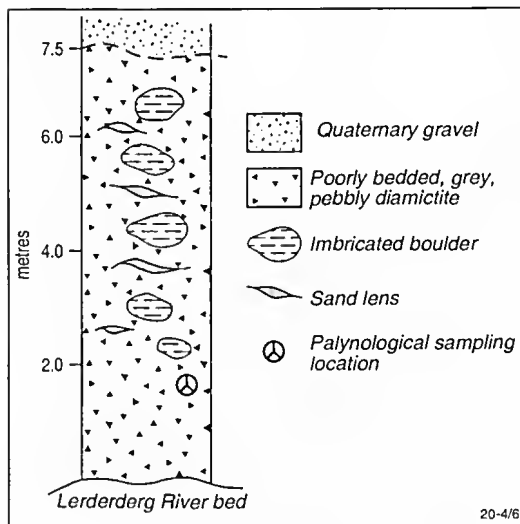 7.5
6.0
4.0
2.0
metres
Lerderderg River bed
Quaternary gravel
Poorly bedded, grey,
pebbly diamictite
Imbricated boulder
Sand lens
Palynological sampling
location
20-4/6